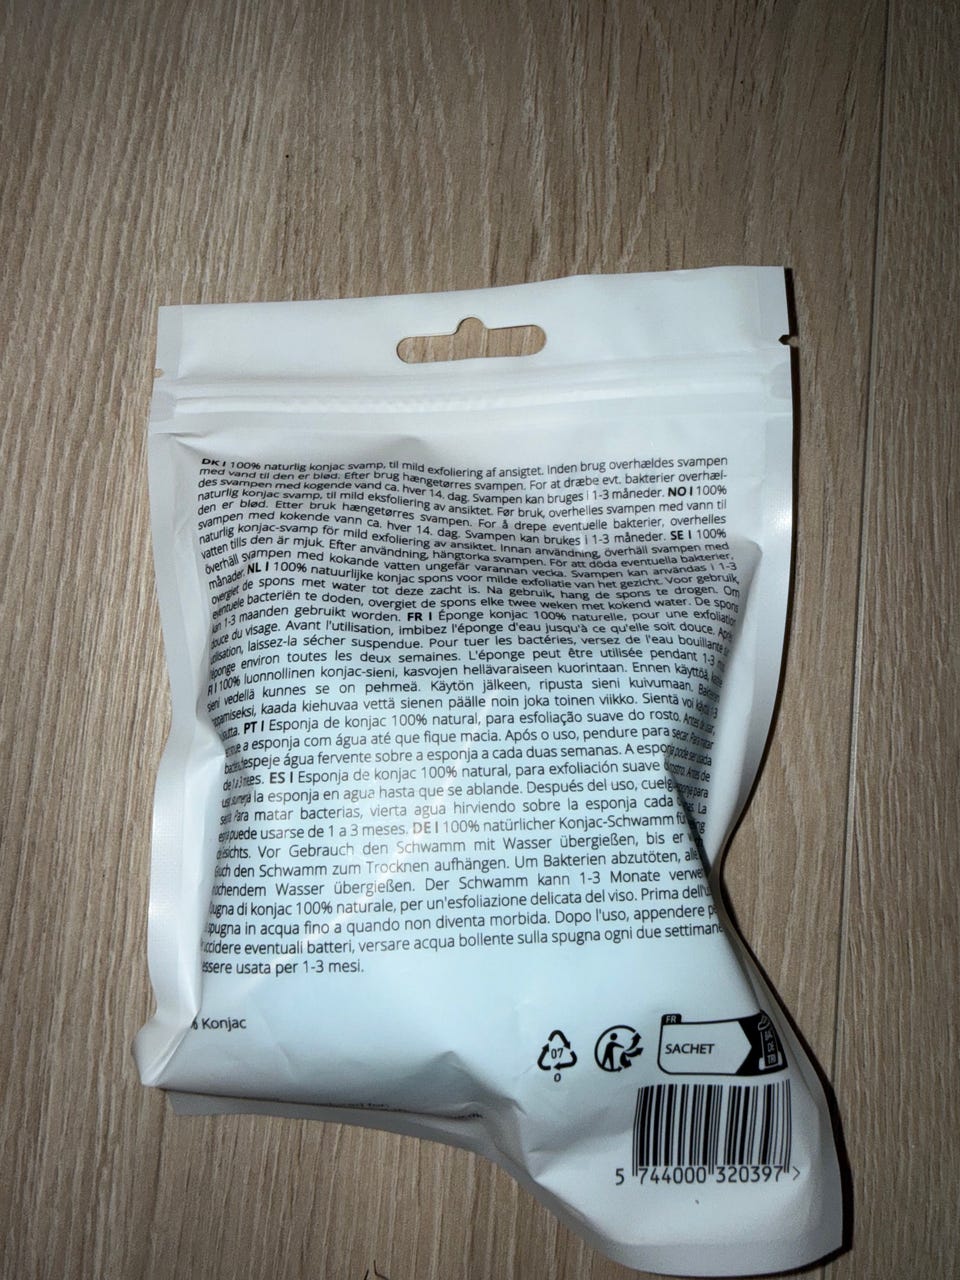 DK I 100% naturlig konjac svamp, til mild exfoliering af ansigtet. Inden brug overhældes svampen
med vand til den er blød. Efter brug hængetørres svampen. For at dræbe evt. bakterier overhæl-
des svampen med kogende vand ca. hver 14. dag. Svampen kan bruges i 1-3 måneder. NO I 100%
naturlig konjac svamp, til mild eksfoliering av ansiktet. Før bruk, overhelles svampen med vann til
den er blød. Etter bruk hængetørres svampen. For å drepe eventuelle bakterier, overhelles
svampen med kokende vann ca. hver 14. dag. Svampen kan brukes i 1-3 måneder. SE I 100%
naturlig konjac-svamp för mild exfoliering av ansiktet. Innan användning, överhäll svampen med
vatten tills den är mjuk. Efter användning, hängtorka svampen. För att döda eventuella bakterier,
överhäll svampen med kokande vatten ungefär varannan vecka. Svampen kan användas i 1-3
månader. NL I 100% natuurlijke konjac spons voor milde exfoliatie van het gezicht. Voor gebruik,
overgiet de spons met water tot deze zacht is. Na gebruik, hang de spons te drogen. Om
eventuele bacteriën te doden, overgiet de spons elke twee weken met kokend water. De spons
kan 1-3 maanden gebruikt worden. FR I Éponge konjac 100% naturelle, pour une exfoliation
douce du visage. Avant l'utilisation, imbibez l'éponge d'eau jusqu'à ce qu'elle soit douce. Après
utilisation, laissez-la sécher suspendue. Pour tuer les bactéries, versez de l'eau bouillante
éponge environ toutes les deux semaines. L'éponge peut être utilisée pendant 1-3
FI I 100% luonnollinen konjac-sieni, kasvojen hellävaraiseen kuorintaan. Ennen käyttöä,
sieni vedellä kunnes se on pehmeä. Käytön jälkeen, ripusta sieni kuivumaan.
kaada kiehuvaa vettä sienen päälle noin joka toinen viikko. Sientä voi
PT I Esponja de konjac 100% natural, para esfoliação suave do rosto. Antes de usar,
a esponja com água até que fique macia. Após o uso, pendure para secar. Para matar
despeje água fervente sobre a esponja a cada duas semanas. A esponja pode ser usada
de 1 a 3 meses. ES I Esponja de konjac 100% natural, para exfoliación suave rostro. Antes de
la esponja en agua hasta que se ablande. Después del uso, para
Para matar bacterias, vierta agua hirviendo sobre la esponja cada La
puede usarse de 1 a 3 meses. DE I 100% natürlicher Konjac-Schwamm
Vor Gebrauch den Schwamm mit Wasser übergießen, bis er
den Schwamm zum Trocknen aufhängen. Um Bakterien abzutöten,
kochendem Wasser übergießen. Der Schwamm kann 1-3 Monate
di konjac 100% naturale, per un'esfoliazione delicata del viso. Prima dell'
spugna in acqua fino a quando non diventa morbida. Dopo l'uso, appendere
uccidere eventuali batteri, versare acqua bollente sulla spugna ogni due settimane
essere usata per 1-3 mesi.
% Konjac
07
O
FR
SACHET
5 744000 320397 >